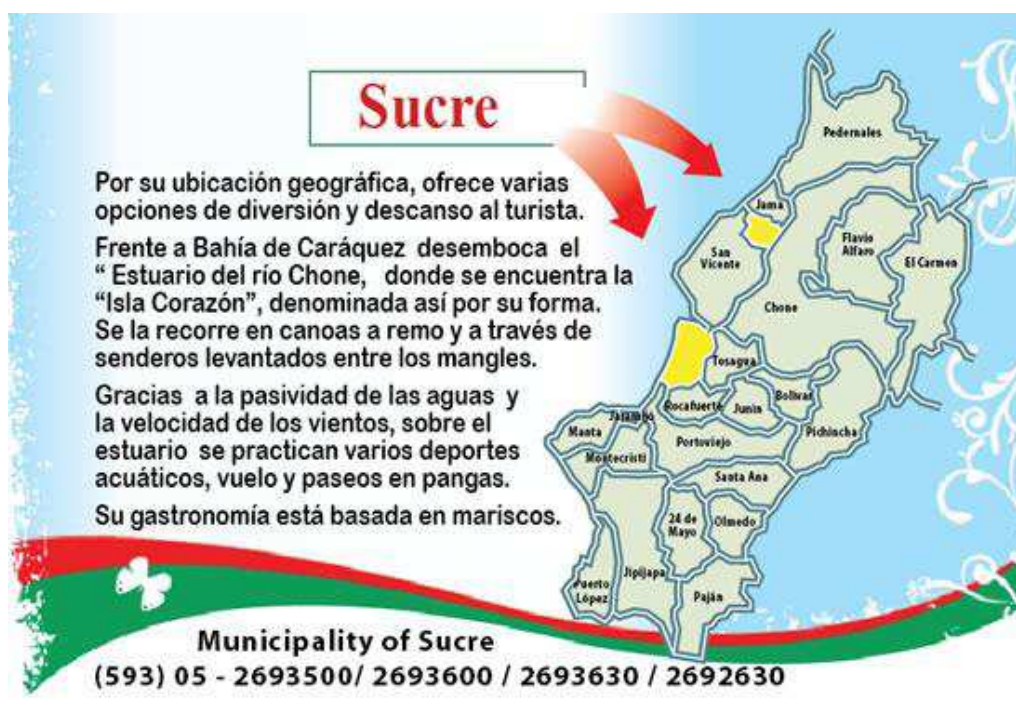 Sucre
Por su ubicación geográfica, ofrece varias
opciones de diversión y descanso al turista.
Frente a Bahía de Caráquez desemboca el
“ Estuario del río Chone, donde se encuentra la
“Isla Corazón”, denominada así por su forma.
Se la recorre en canoas a remo y a través de
senderos levantados entre los mangles.
Gracias a la pasividad de las aguas y
la velocidad de los vientos, sobre el
estuario se practican varios deportes
acuáticos, vuelo y paseos en pangas.
Su gastronomía está basada en mariscos.
Pedernales
Jama
San
Vicente
Flavio
Alfaro
El Carmen
Chone
Tosagua
Rocafuerte
Junín
Bolívar
Pichincha
Manta
Montecristi
Portoviejo
Santa Ana
24 de
Mayo
Olmedo
Jipijapa
Puerto
López
Paján
Municipality of Sucre
(593) 05 - 2693500/ 2693600 / 2693630 / 2692630